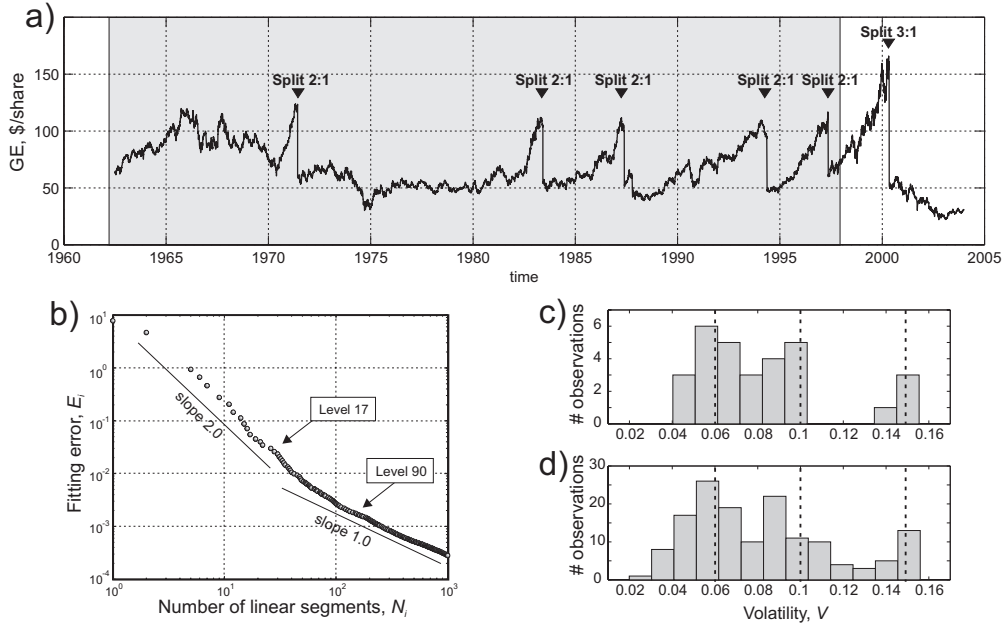 a)
GE, $/share
150
100
50
0
Split 2:1
Split 2:1
Split 2:1
Split 2:1
Split 2:1
Split 3:1
1960
1965
1970
1975
1980
1985
1990
1995
2000
2005
time
b)
Fitting error, E_i
10^1
10^0
10^-1
10^-2
10^-3
10^-4
slope 2.0
Level 17
Level 90
slope 1.0
10^0
10^1
10^2
10^3
Number of linear segments, N_i
c)
# observations
6
4
2
0
0.02
0.04
0.06
0.08
0.1
0.12
0.14
0.16
d)
# observations
30
20
10
0
0.02
0.04
0.06
0.08
0.1
0.12
0.14
0.16
Volatility, V